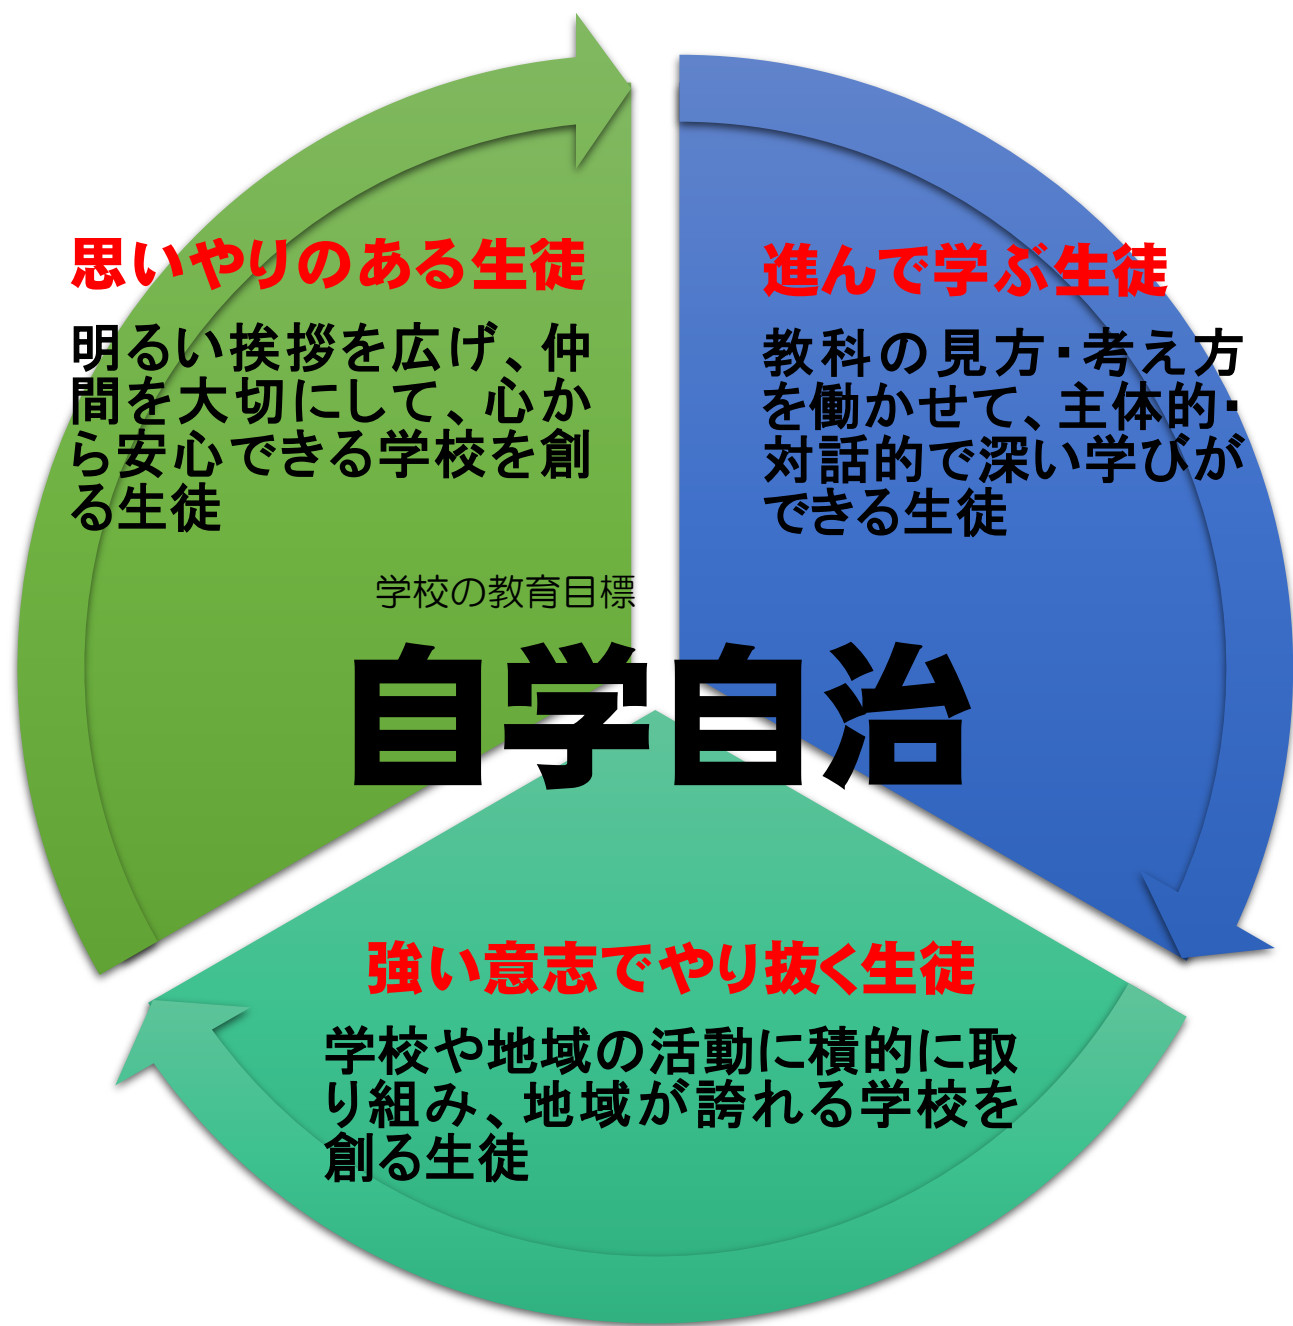 思いやりのある生徒
明るい挨拶を広げ、仲
間を大切にして、心か
ら安心できる学校を創
る生徒
進んで学ぶ生徒
教科の見方・考え方
を働かせて、主体的・
対話的で深い学びが
できる生徒
学校の教育目標
自学自治
強い意志でやり抜く生徒
学校や地域の活動に積的に取
り組み、地域が誇れる学校を
創る生徒